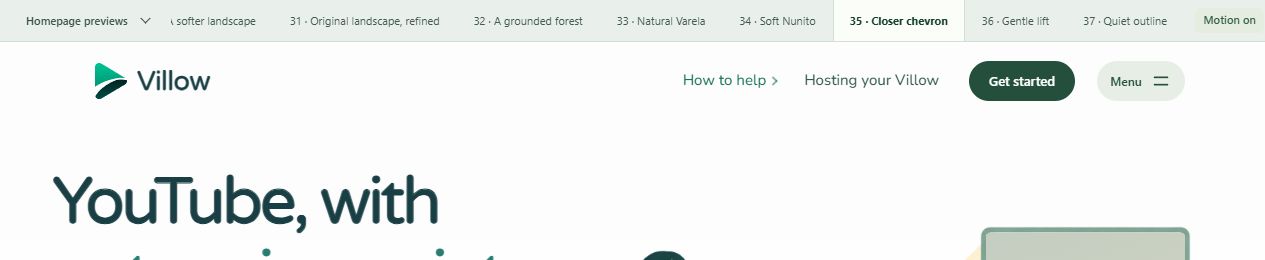 Homepage previews softer landscape 31 · Original landscape, refined 32 · A grounded forest 33 · Natural Varela 34 · Soft Nunito 35 · Closer chevron 36 · Gentle lift 37 · Quiet outline Motion on
Villow How to help Hosting your Villow Get started Menu
YouTube, with